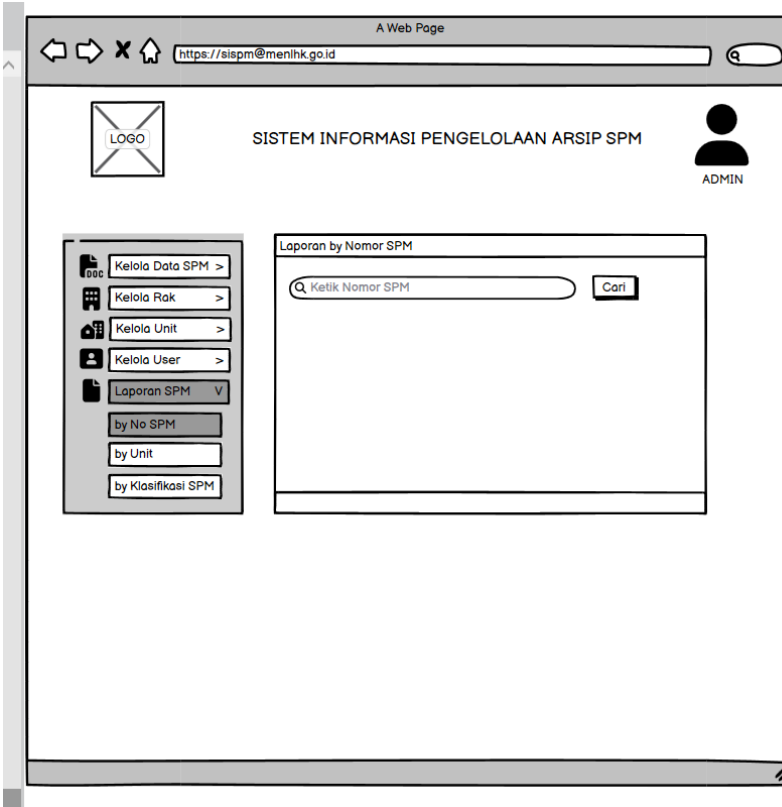 A Web Page
https://sispm@menlhk.go.id
LOGO
SISTEM INFORMASI PENGELOLAAN ARSIP SPM
ADMIN
DOC
Kelola Data SPM >
Kelola Rak >
Kelola Unit >
Kelola User >
Laporan SPM V
by No SPM
by Unit
by Klasifikasi SPM
Laporan by Nomor SPM
Ketik Nomor SPM
Cari